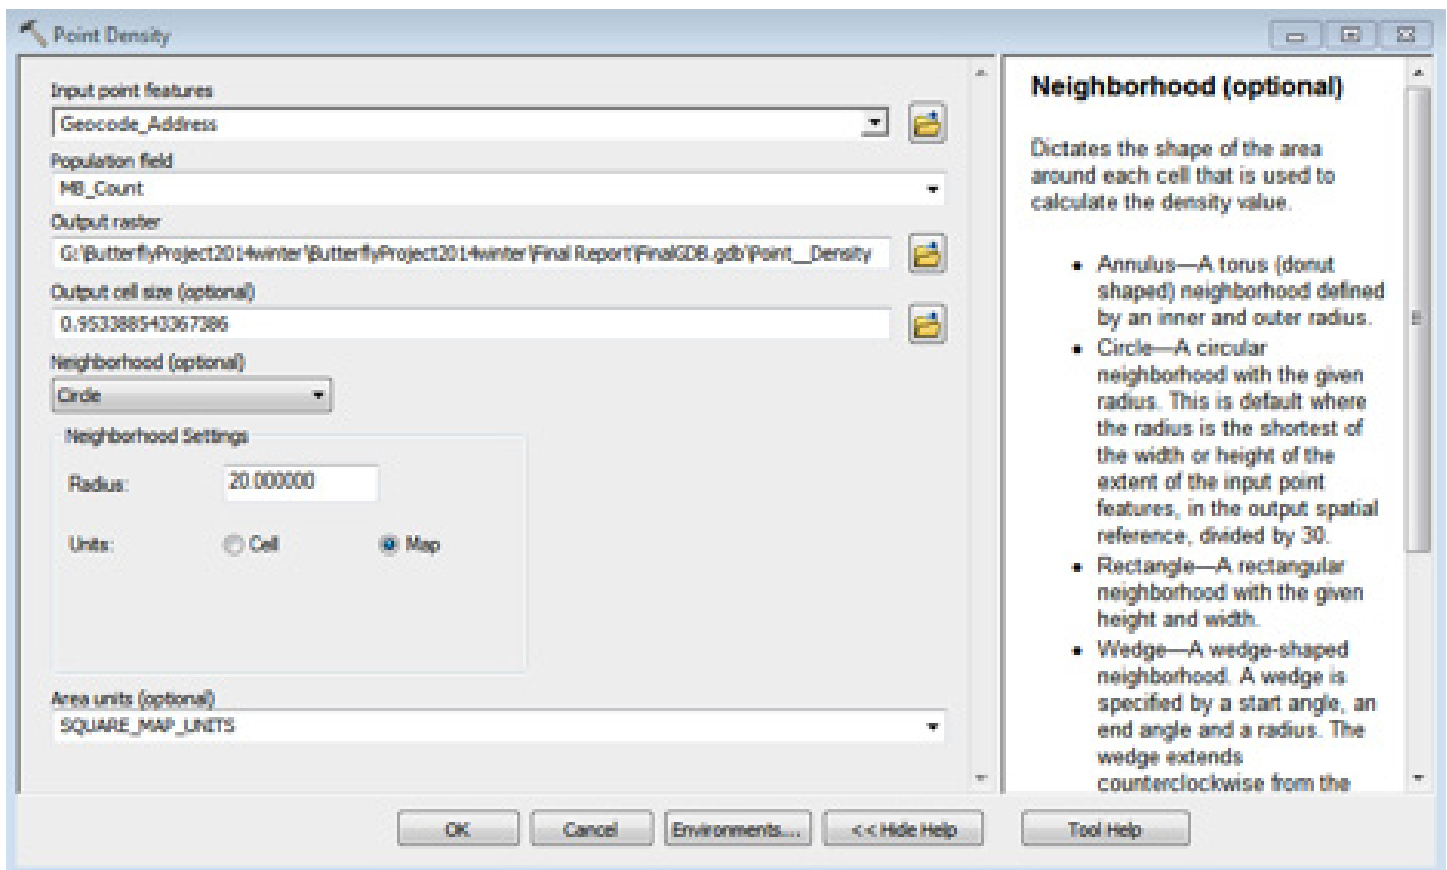 Point Density
Input point features
Geocode_Address
Population field
MB_Count
Output raster
G:\ButterflyProject2014winter\ButterflyProject2014winter\Final Report\FinalGDB.gdb\Point__Density
Output cell size (optional)
0.953388543367386
Neighborhood (optional)
Circle
Neighborhood Settings
Radius:
20.000000
Units:
Cell
Map
Area units (optional)
SQUARE_MAP_UNITS
OK
Cancel
Environments...
<< Hide Help
Tool Help
Neighborhood (optional)
Dictates the shape of the area
around each cell that is used to
calculate the density value.
• Annulus—A torus (donut
shaped) neighborhood defined
by an inner and outer radius.
• Circle—A circular
neighborhood with the given
radius. This is default where
the radius is the shortest of
the width or height of the
extent of the input point
features, in the output spatial
reference, divided by 30.
• Rectangle—A rectangular
neighborhood with the given
height and width.
• Wedge—A wedge-shaped
neighborhood. A wedge is
specified by a start angle, an
end angle and a radius. The
wedge extends
counterclockwise from the